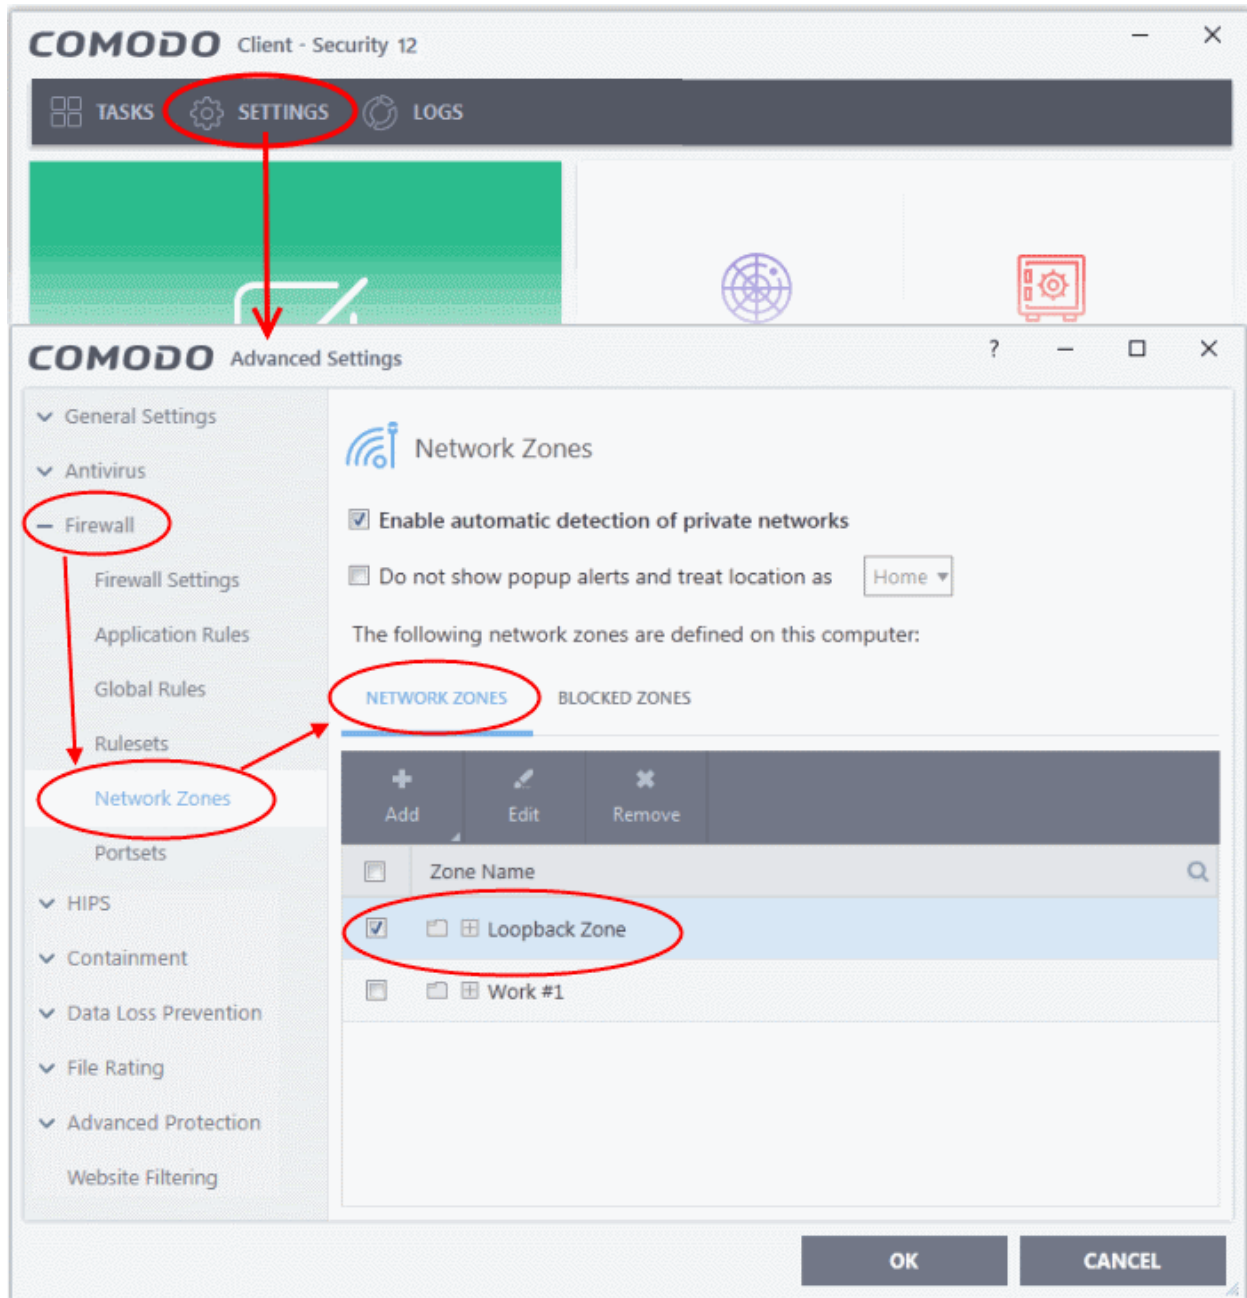 COMODO Client - Security 12
TASKS SETTINGS LOGS
COMODO Advanced Settings ?
General Settings
Antivirus
Firewall
Firewall Settings
Application Rules
Global Rules
Rulesets
Network Zones
Portsets
HIPS
Containment
Data Loss Prevention
File Rating
Advanced Protection
Website Filtering
Network Zones
Enable automatic detection of private networks
Do not show popup alerts and treat location as Home
The following network zones are defined on this computer:
NETWORK ZONES BLOCKED ZONES
Add Edit Remove
Zone Name
Loopback Zone
Work #1
OK CANCEL